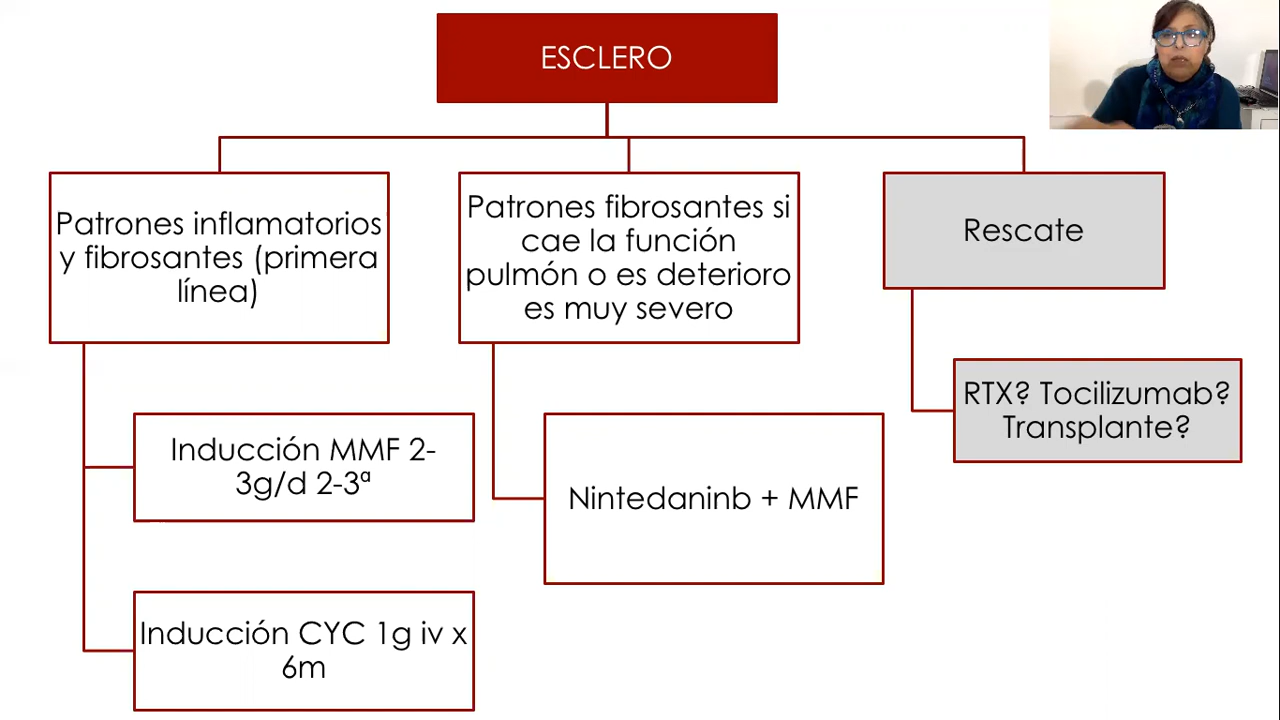 ESCLERO
Patrones inflamatorios
y fibrosantes (primera
línea)
Inducción MMF 2-
3g/d 2-3ª
Inducción CYC 1g iv x
6m
Patrones fibrosantes si
cae la función
pulmón o es deterioro
es muy severo
Nintedaninb + MMF
Rescate
RTX? Tocilizumab?
Transplante?